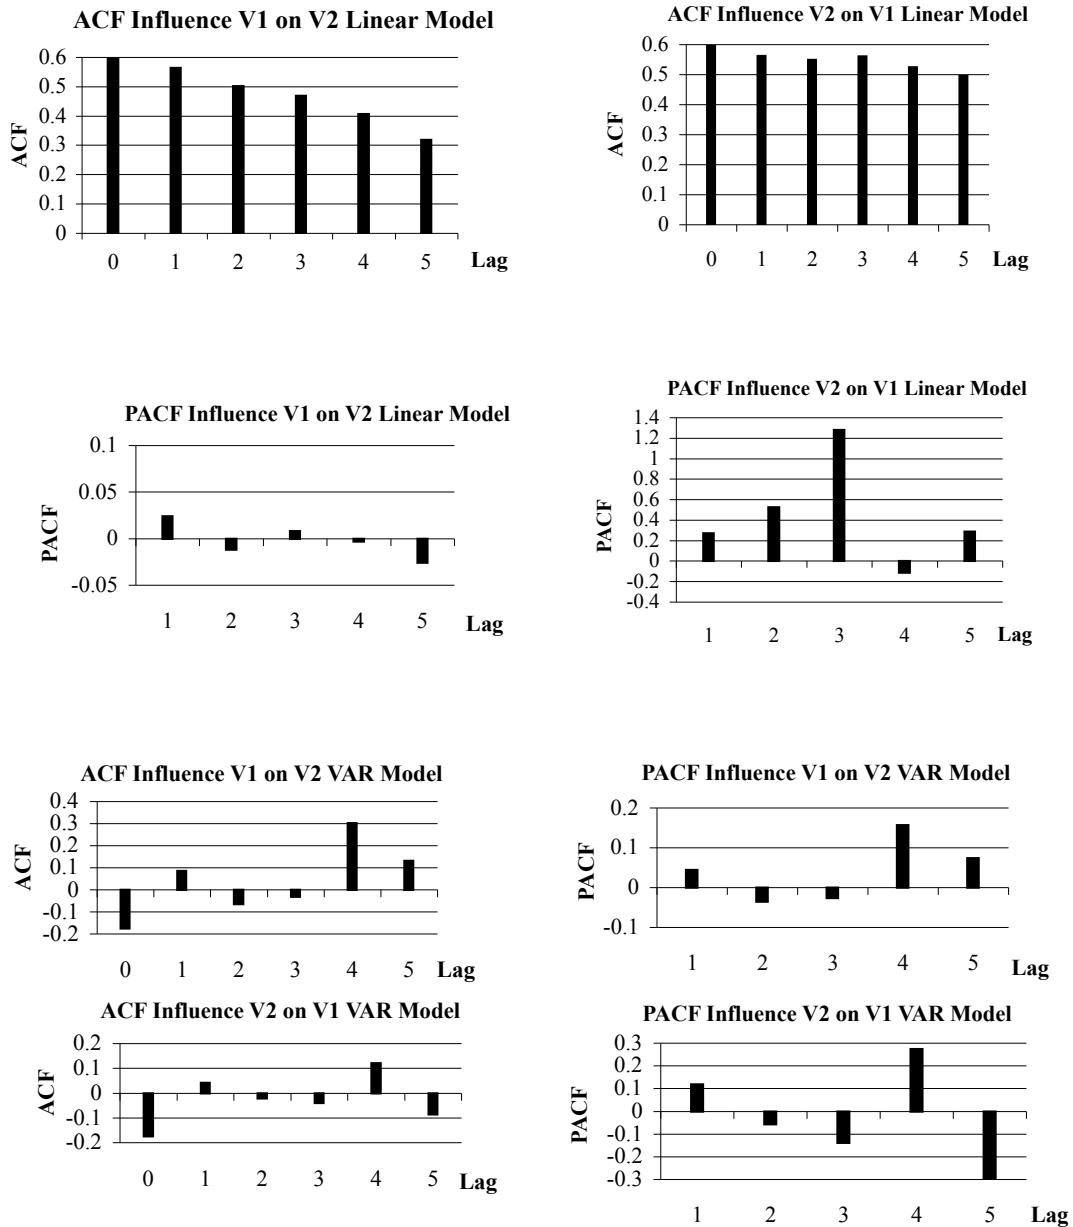 ACF Influence V1 on V2 Linear Model
0.6
0.5
0.4
0.3
0.2
0.1
0
ACF
0 1 2 3 4 5 Lag
ACF Influence V2 on V1 Linear Model
0.6
0.5
0.4
0.3
0.2
0.1
0
ACF
0 1 2 3 4 5 Lag
PACF Influence V1 on V2 Linear Model
0.1
0.05
0
-0.05
PACF
1 2 3 4 5 Lag
PACF Influence V2 on V1 Linear Model
1.4
1.2
1
0.8
0.6
0.4
0.2
0
-0.2
-0.4
PACF
1 2 3 4 5 Lag
ACF Influence V1 on V2 VAR Model
0.4
0.3
0.2
0.1
0
-0.1
-0.2
ACF
0 1 2 3 4 5 Lag
PACF Influence V1 on V2 VAR Model
0.2
0.1
0
-0.1
PACF
1 2 3 4 5 Lag
ACF Influence V2 on V1 VAR Model
0.2
0.1
0
-0.1
-0.2
ACF
0 1 2 3 4 5 Lag
PACF Influence V2 on V1 VAR Model
0.3
0.2
0.1
0
-0.1
-0.2
-0.3
PACF
1 2 3 4 5 Lag